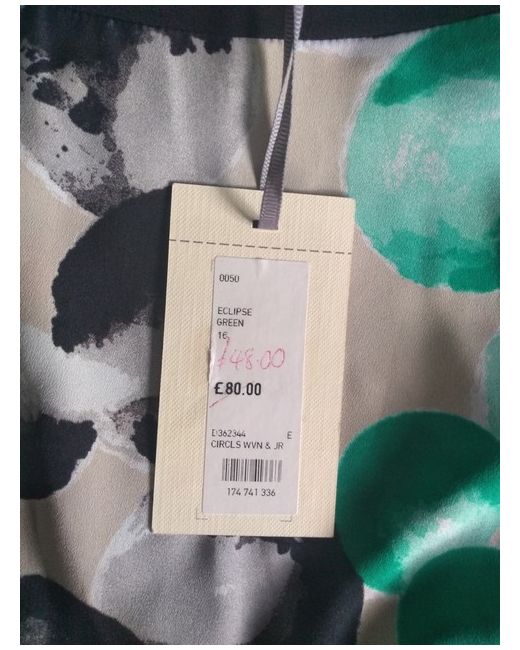 0050
ECLIPSE
GREEN
16
£48.00
£80.00
D362344 E
CIRCLS WVN & JR
174 741 336